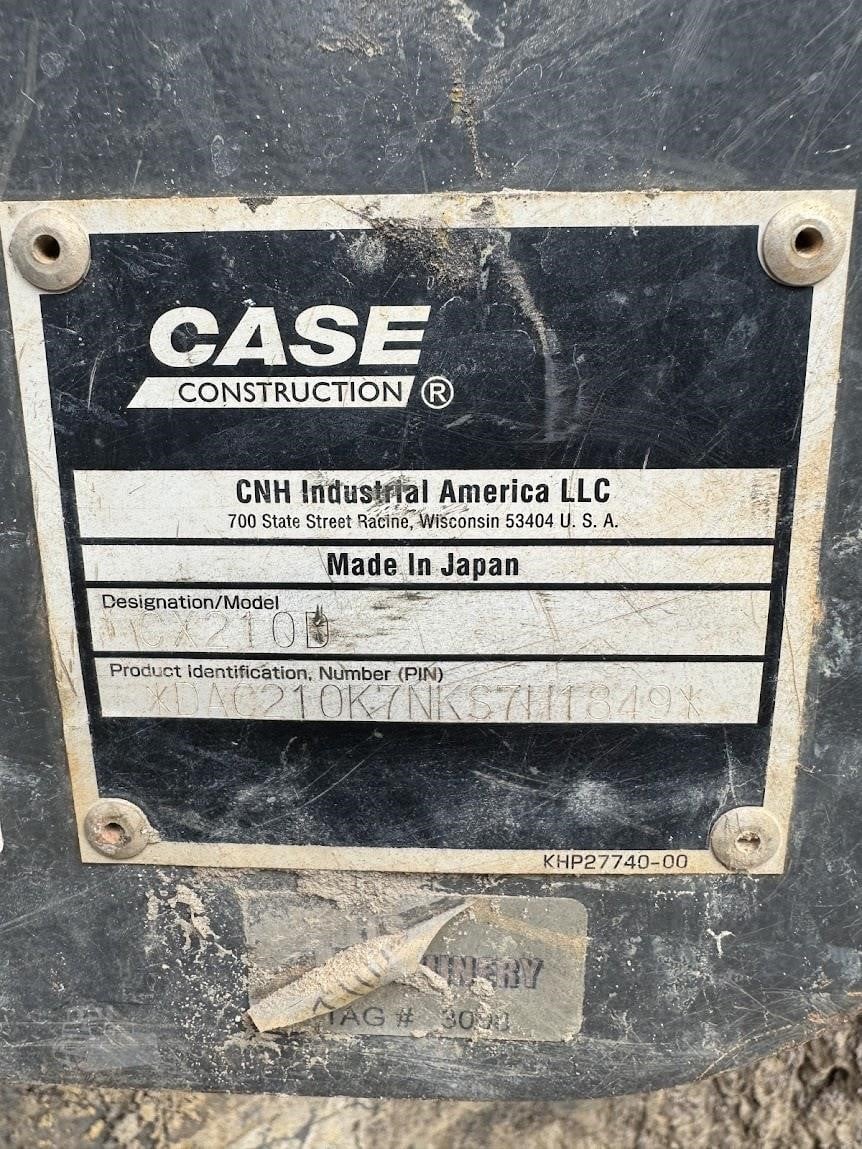 CASE
CONSTRUCTION ®
CNH Industrial America LLC
700 State Street Racine, Wisconsin 53404 U. S. A.
Made In Japan
Designation/Model
CX210D
Product Identification, Number (PIN)
*DAC210K7NKS7H1849*
KHP27740-00
TAG #